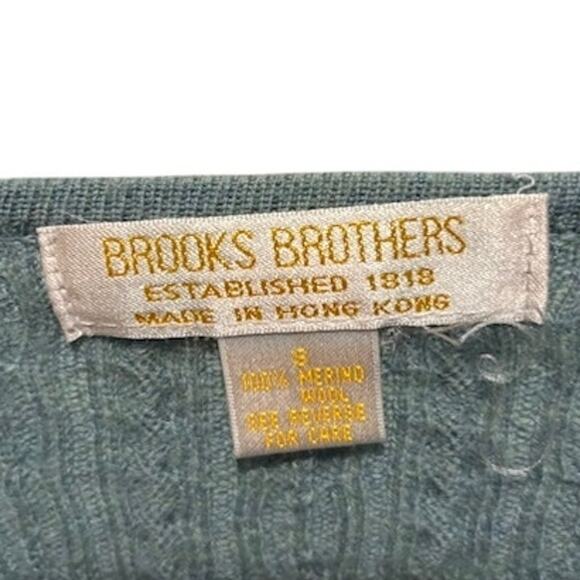 BROOKS BROTHERS
ESTABLISHED 1818
MADE IN HONG KONG
S
100% MERINO
WOOL
SEE REVERSE
FOR CARE